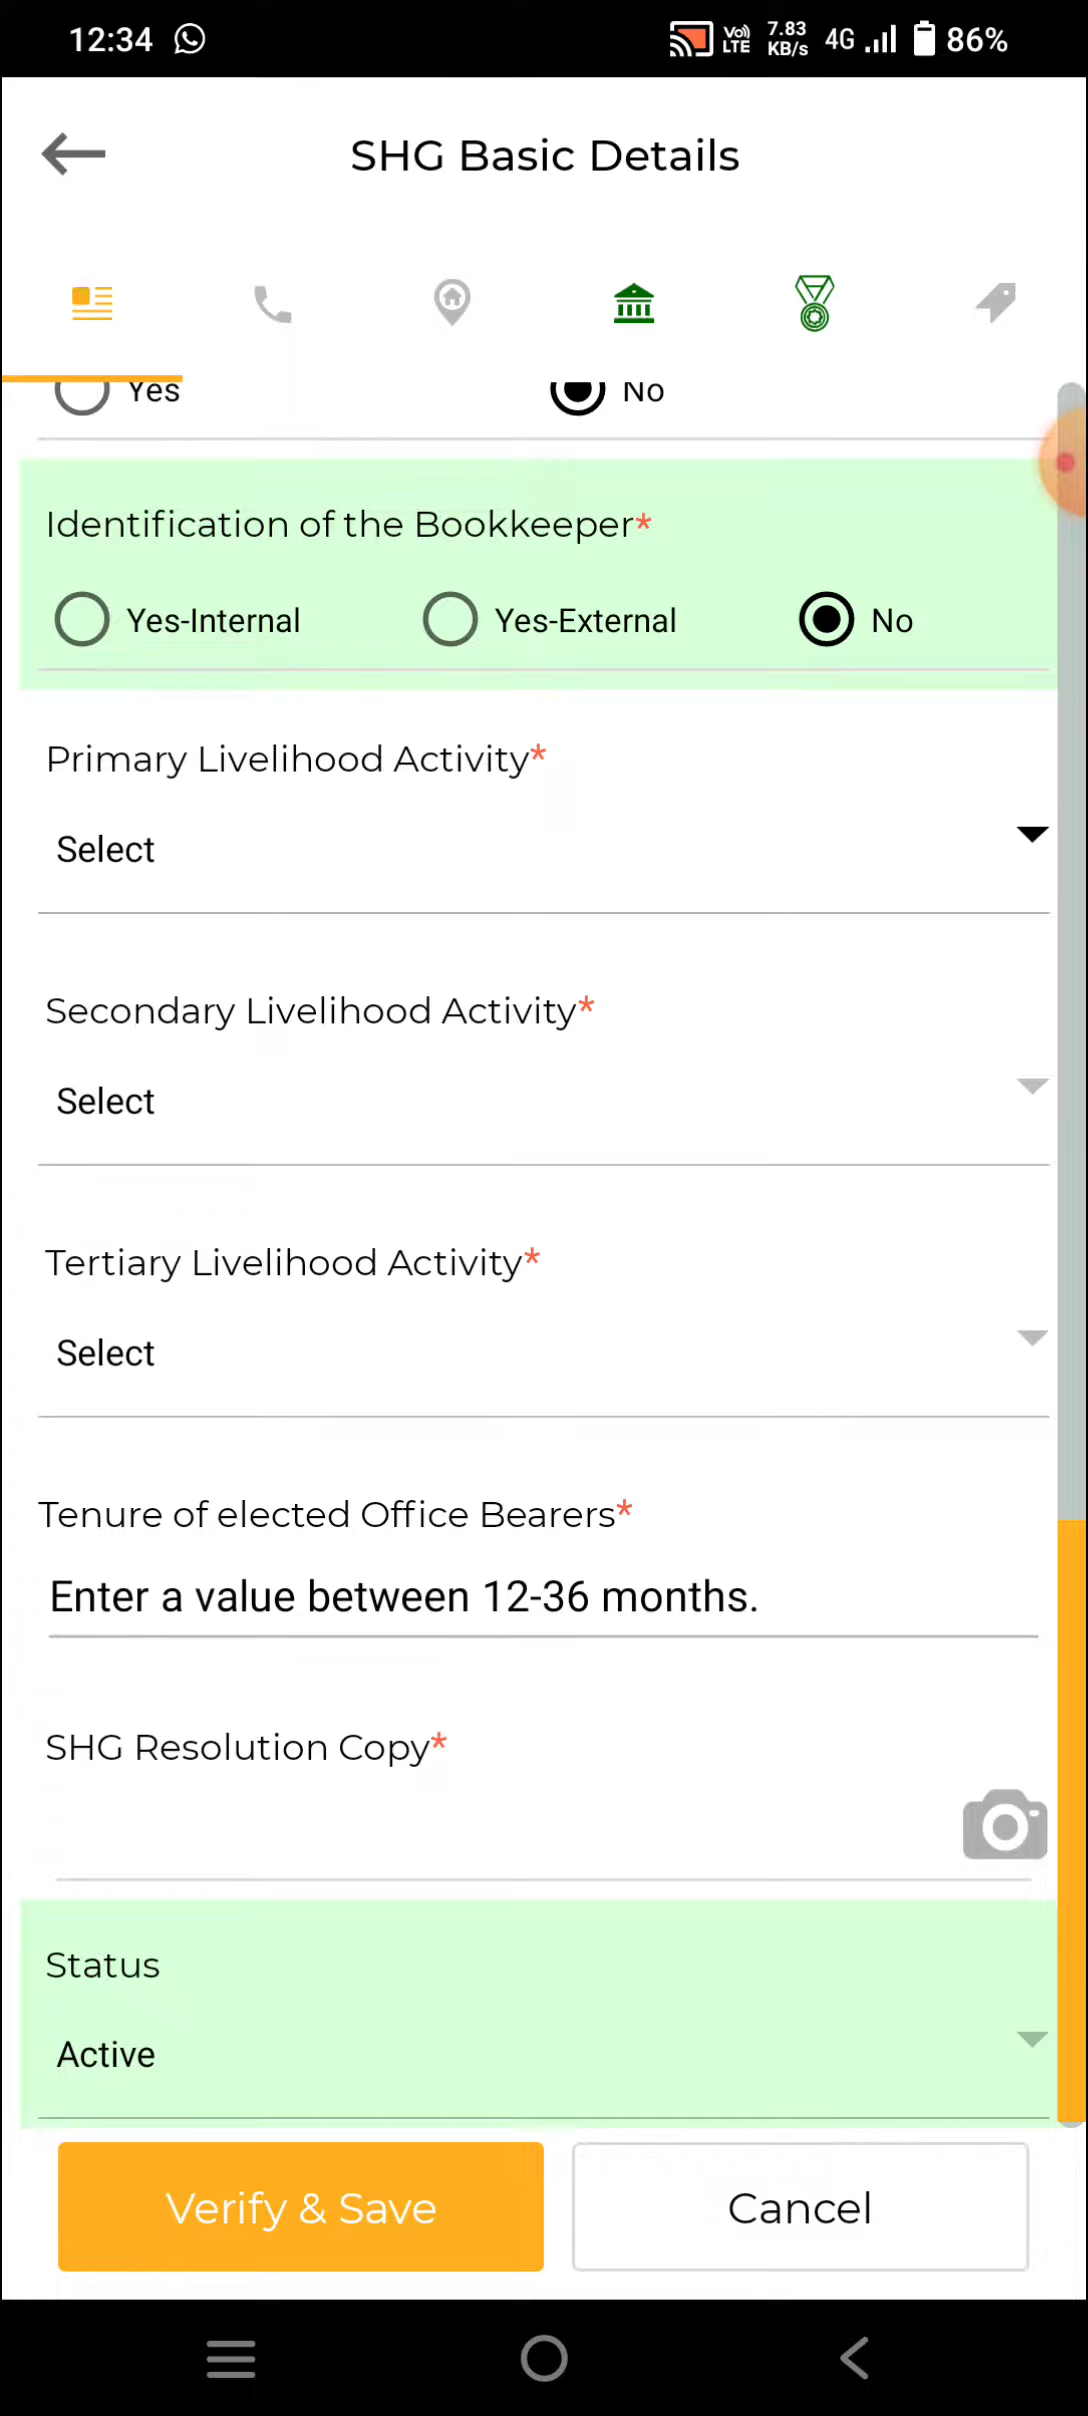 12:34
Vo) LTE 7.83 KB/s 4G 86%
SHG Basic Details
Yes No
Identification of the Bookkeeper*
Yes-Internal Yes-External No
Primary Livelihood Activity*
Select
Secondary Livelihood Activity*
Select
Tertiary Livelihood Activity*
Select
Tenure of elected Office Bearers*
Enter a value between 12-36 months.
SHG Resolution Copy*
Status
Active
Verify & Save Cancel